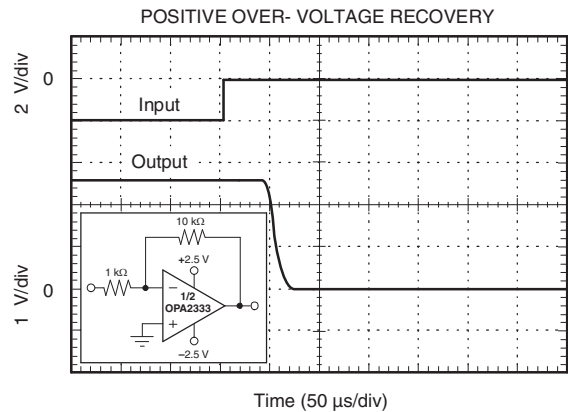 POSITIVE OVER- VOLTAGE RECOVERY
2 V/div
0
Input
Output
10 kΩ
+2.5 V
1 kΩ
−
1/2
OPA2333
+
−2.5 V
1 V/div
0
Time (50 µs/div)